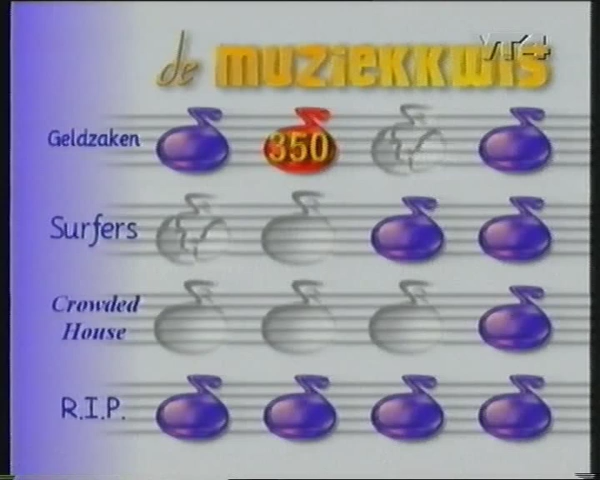 de muziekkwis
VT4
Geldzaken
350
Surfers
Crowded
House
R.I.P.